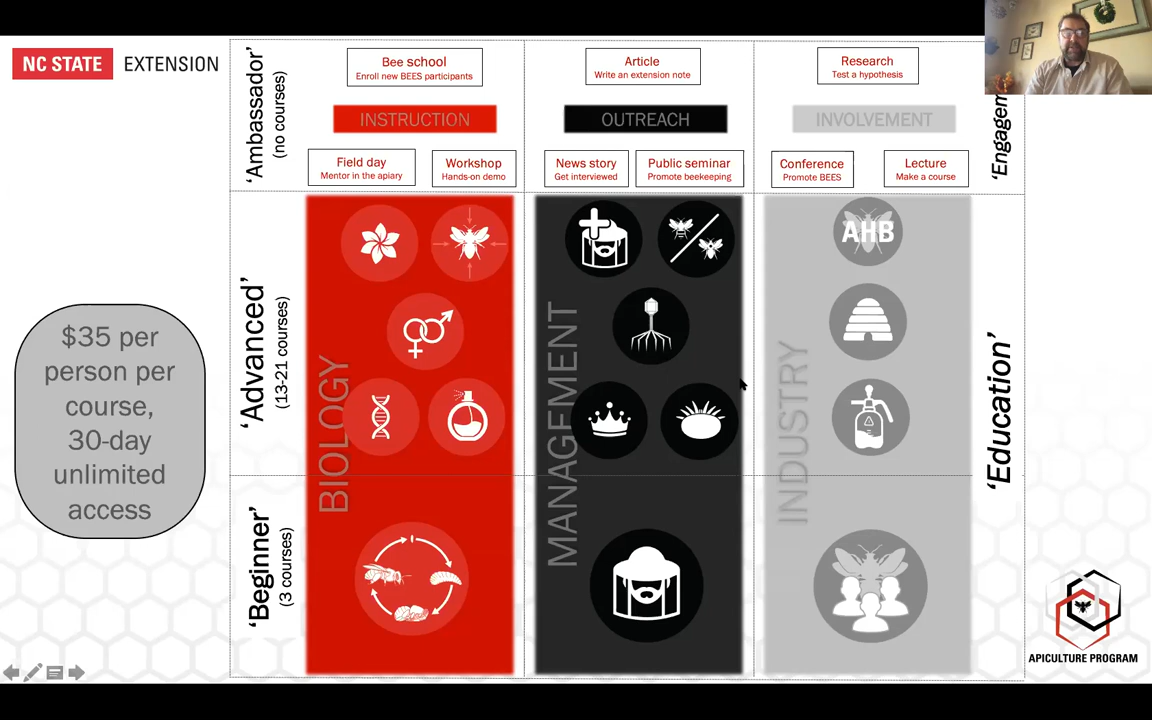 NC STATE EXTENSION
'Ambassador'
(no courses)
Bee school
Enroll new BEES participants
Article
Write an extension note
Research
Test a hypothesis
INSTRUCTION
OUTREACH
INVOLVEMENT
Field day
Mentor in the apiary
Workshop
Hands-on demo
News story
Get interviewed
Public seminar
Promote beekeeping
Conference
Promote BEES
Lecture
Make a course
'Engagem
'Advanced'
(13-21 courses)
BIOLOGY
MANAGEMENT
INDUSTRY
AHB
'Education'
$35 per
person per
course,
30-day
unlimited
access
'Beginner'
(3 courses)
APICULTURE PROGRAM